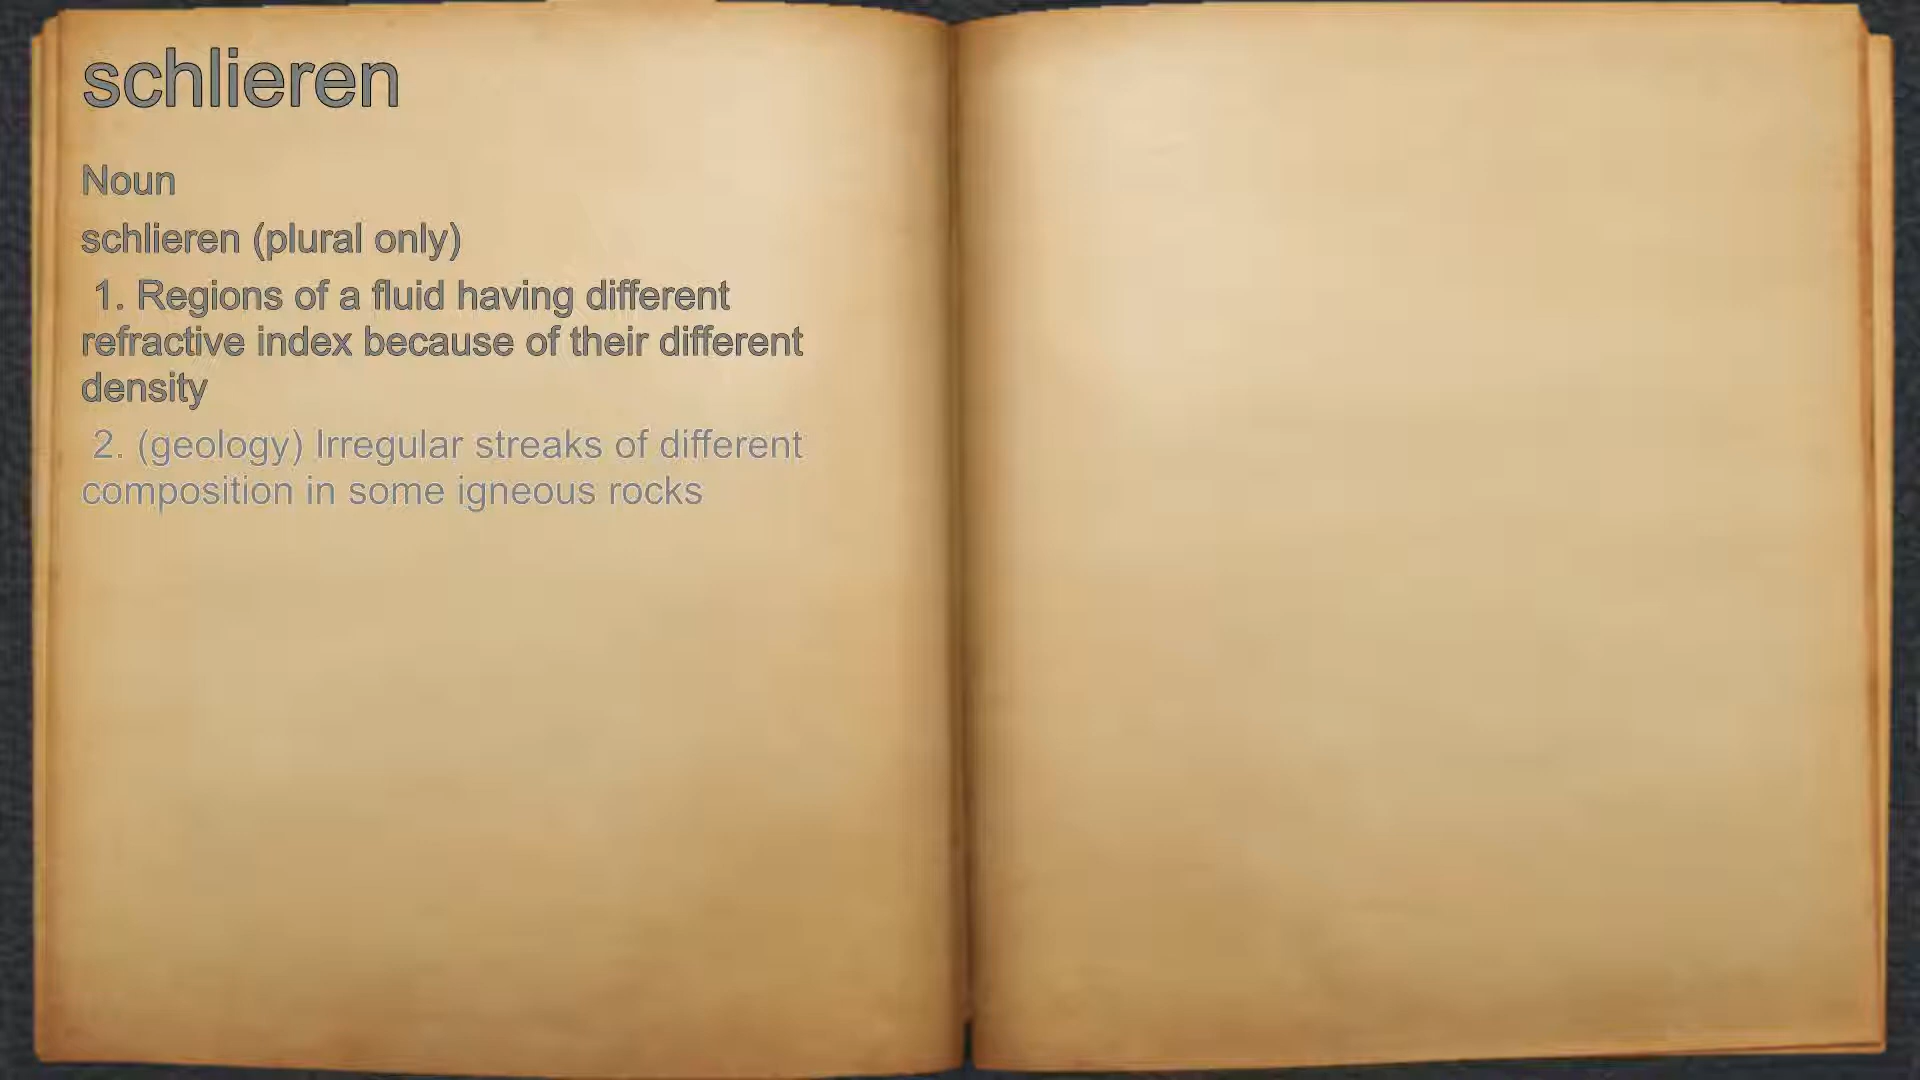 schlieren
Noun
schlieren (plural only)
1. Regions of a fluid having different
refractive index because of their different
density
2. (geology) Irregular streaks of different
composition in some igneous rocks